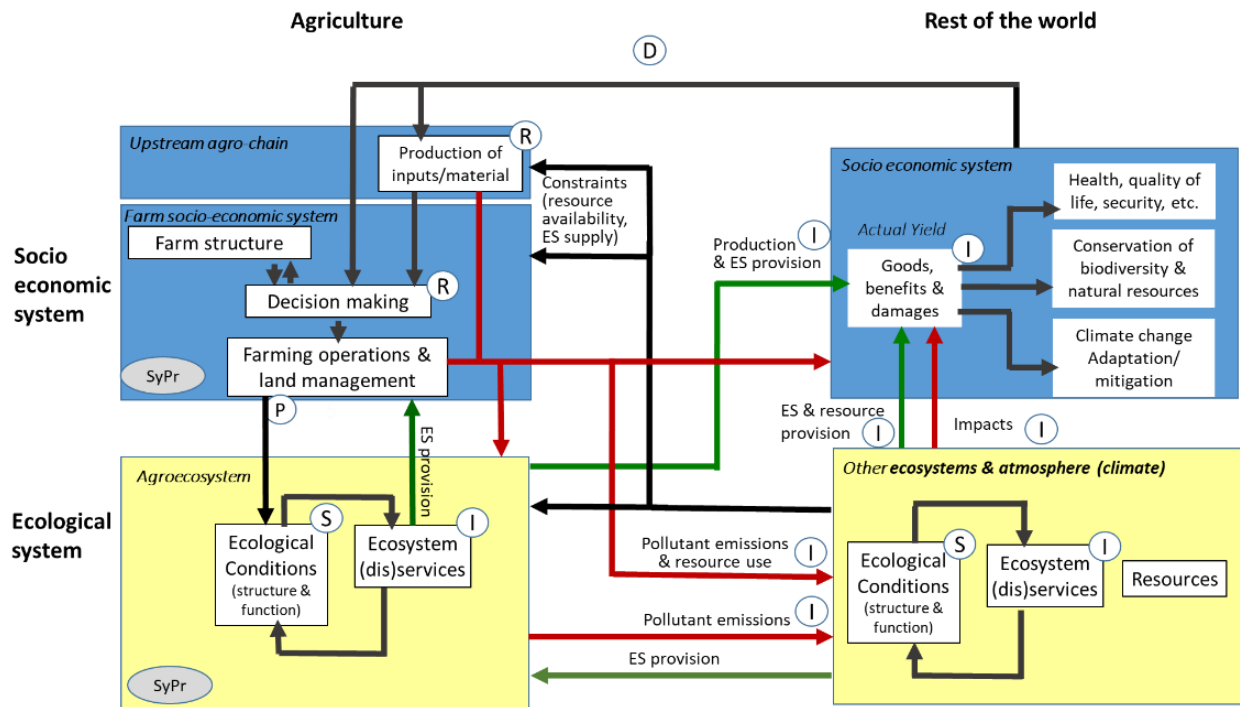 Agriculture
Rest of the world
D
Upstream agro-chain
R
Production of
inputs/material
Constraints
(resource
availability,
ES supply)
Farm socio-economic system
Farm structure
Decision making
R
Farming operations &
land management
SyPr
P
Socio
economic
system
Production
& ES provision
I
Socio economic system
Actual Yield
I
Goods,
benefits &
damages
Health, quality of
life, security, etc.
Conservation of
biodiversity &
natural resources
Climate change
Adaptation/
mitigation
ES & resource
provision
I
Impacts
I
ES provision
Ecological
system
Agroecosystem
S
Ecological
Conditions
(structure &
function)
I
Ecosystem
(dis)services
SyPr
Pollutant emissions
& resource use
I
Pollutant emissions
I
ES provision
Other ecosystems & atmosphere (climate)
S
Ecological
Conditions
(structure &
function)
I
Ecosystem
(dis)services
Resources